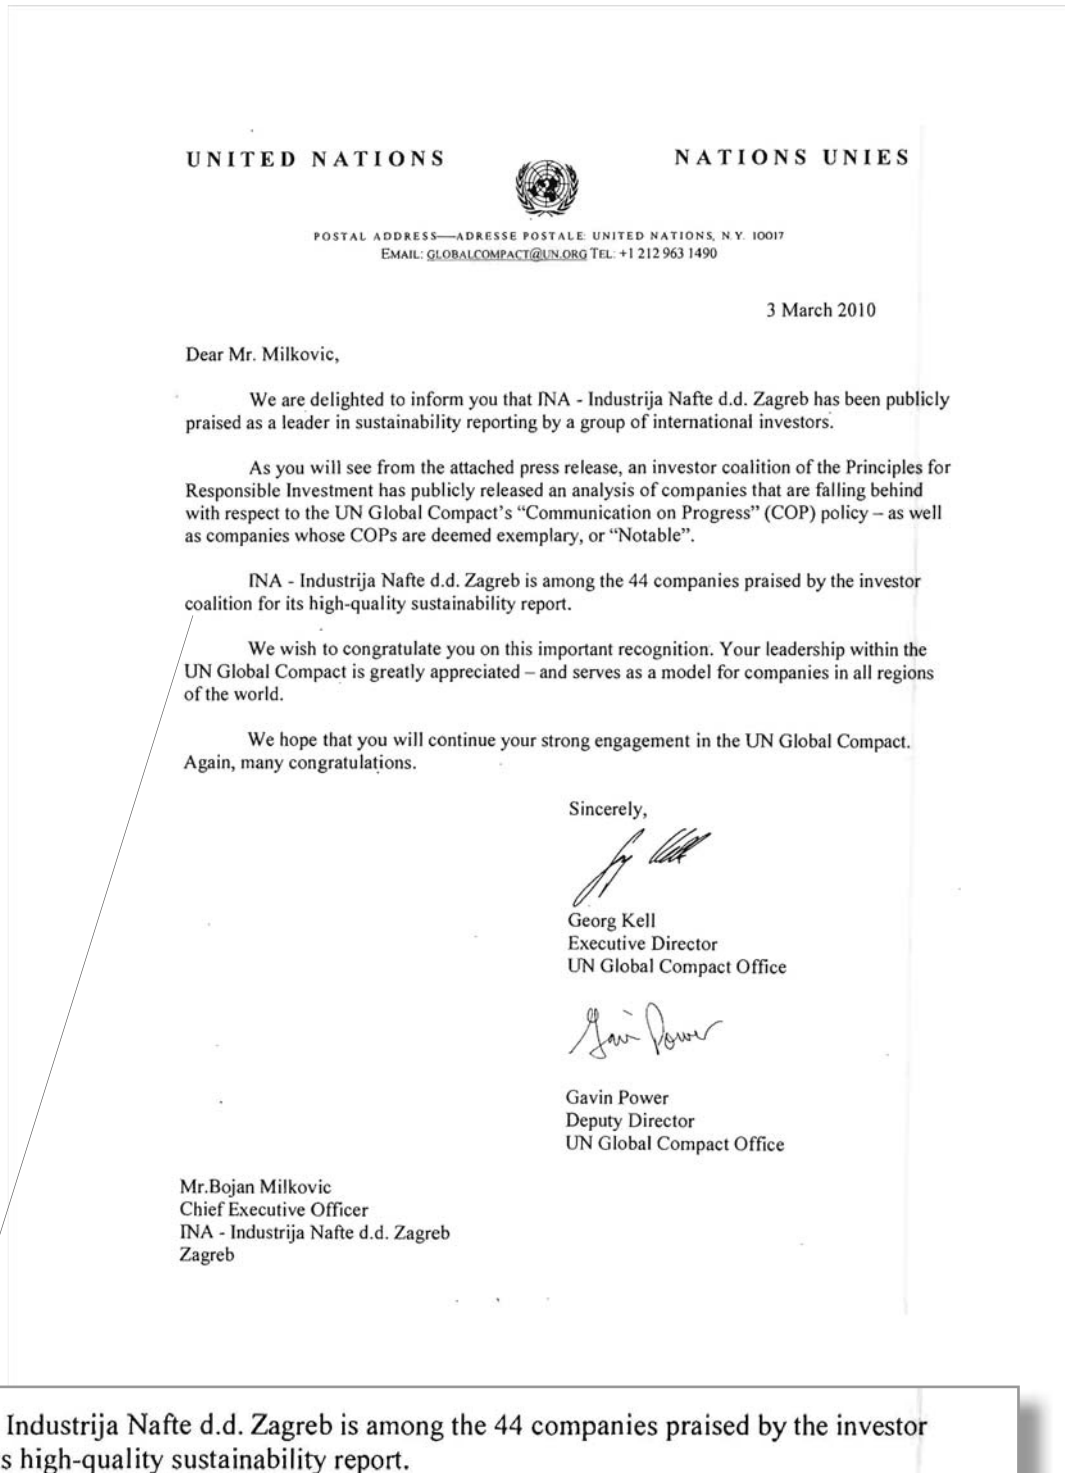 UNITED NATIONS
NATIONS UNIES
POSTAL ADDRESS—ADRESSE POSTALE: UNITED NATIONS, N.Y. 10017
EMAIL: GLOBALCOMPACT@UN.ORG TEL: +1 212 963 1490
3 March 2010
Dear Mr. Milkovic,
We are delighted to inform you that INA - Industrija Nafte d.d. Zagreb has been publicly
praised as a leader in sustainability reporting by a group of international investors.
As you will see from the attached press release, an investor coalition of the Principles for
Responsible Investment has publicly released an analysis of companies that are falling behind
with respect to the UN Global Compact's “Communication on Progress” (COP) policy – as well
as companies whose COPs are deemed exemplary, or “Notable”.
INA - Industrija Nafte d.d. Zagreb is among the 44 companies praised by the investor
coalition for its high-quality sustainability report.
We wish to congratulate you on this important recognition. Your leadership within the
UN Global Compact is greatly appreciated – and serves as a model for companies in all regions
of the world.
We hope that you will continue your strong engagement in the UN Global Compact.
Again, many congratulations.
Sincerely,
Georg Kell
Executive Director
UN Global Compact Office
Gavin Power
Gavin Power
Deputy Director
UN Global Compact Office
Mr.Bojan Milkovic
Chief Executive Officer
INA - Industrija Nafte d.d. Zagreb
Zagreb
Industrija Nafte d.d. Zagreb is among the 44 companies praised by the investor
s high-quality sustainability report.